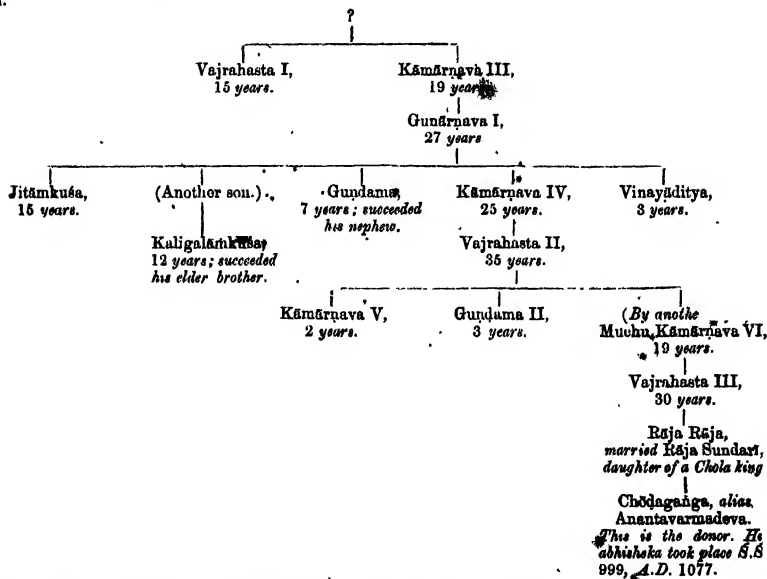 ?
Vajrahasta I,
15 years.
Kāmārṇava III,
19 years
Guṇārṇava I,
27 years
Jitāmkuśa,
15 years.
(Another son.)
Kaligalāṁkuśa,
12 years; succeeded
his elder brother.
Guṇḍama,
7 years; succeeded
his nephew.
Kāmārṇava IV,
25 years.
Vinayāditya,
3 years.
Vajrahasta II,
35 years.
Kāmārṇava V,
2 years.
Guṇḍama II,
3 years.
(By anothe
Muchu Kāmārṇava VI,
19 years.
Vajrahasta III,
30 years.
Rāja Rāja,
married Rāja Sundarī,
daughter of a Chola king
Chōḍagaṅga, alias
Anantavarmadeva.
This is the donor. Hi
abhisheka took place Ś.Ś
999, A.D. 1077.